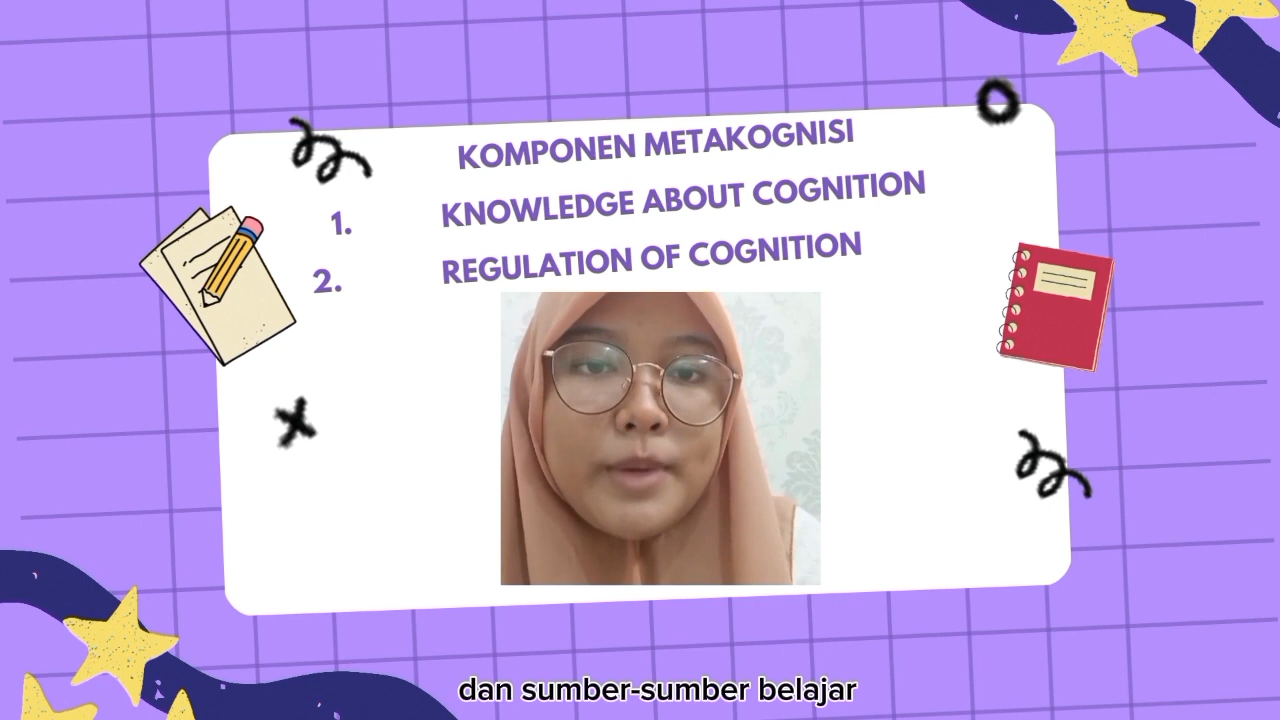 KOMPONEN METAKOGNISI
1. KNOWLEDGE ABOUT COGNITION
2. REGULATION OF COGNITION
dan sumber-sumber belajar